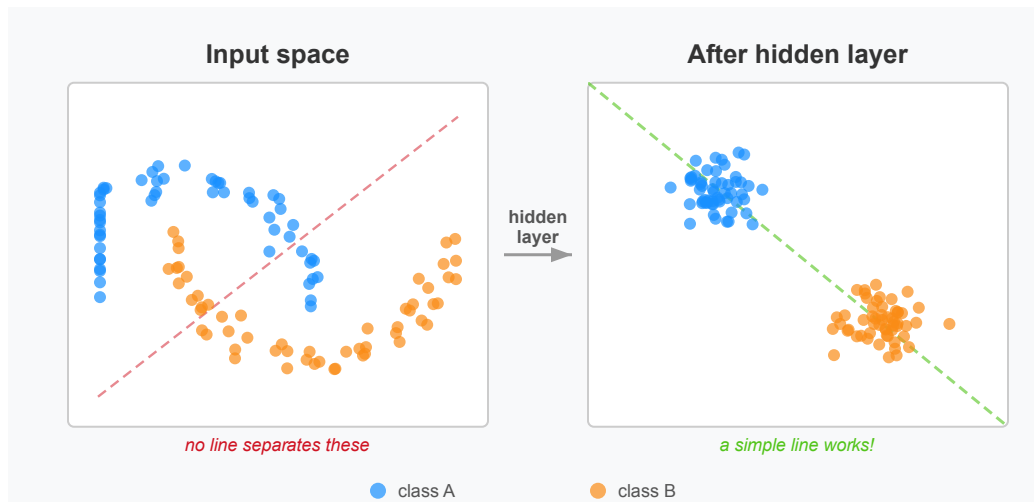 Input space
After hidden layer
hidden
layer
no line separates these
a simple line works!
class A
class B